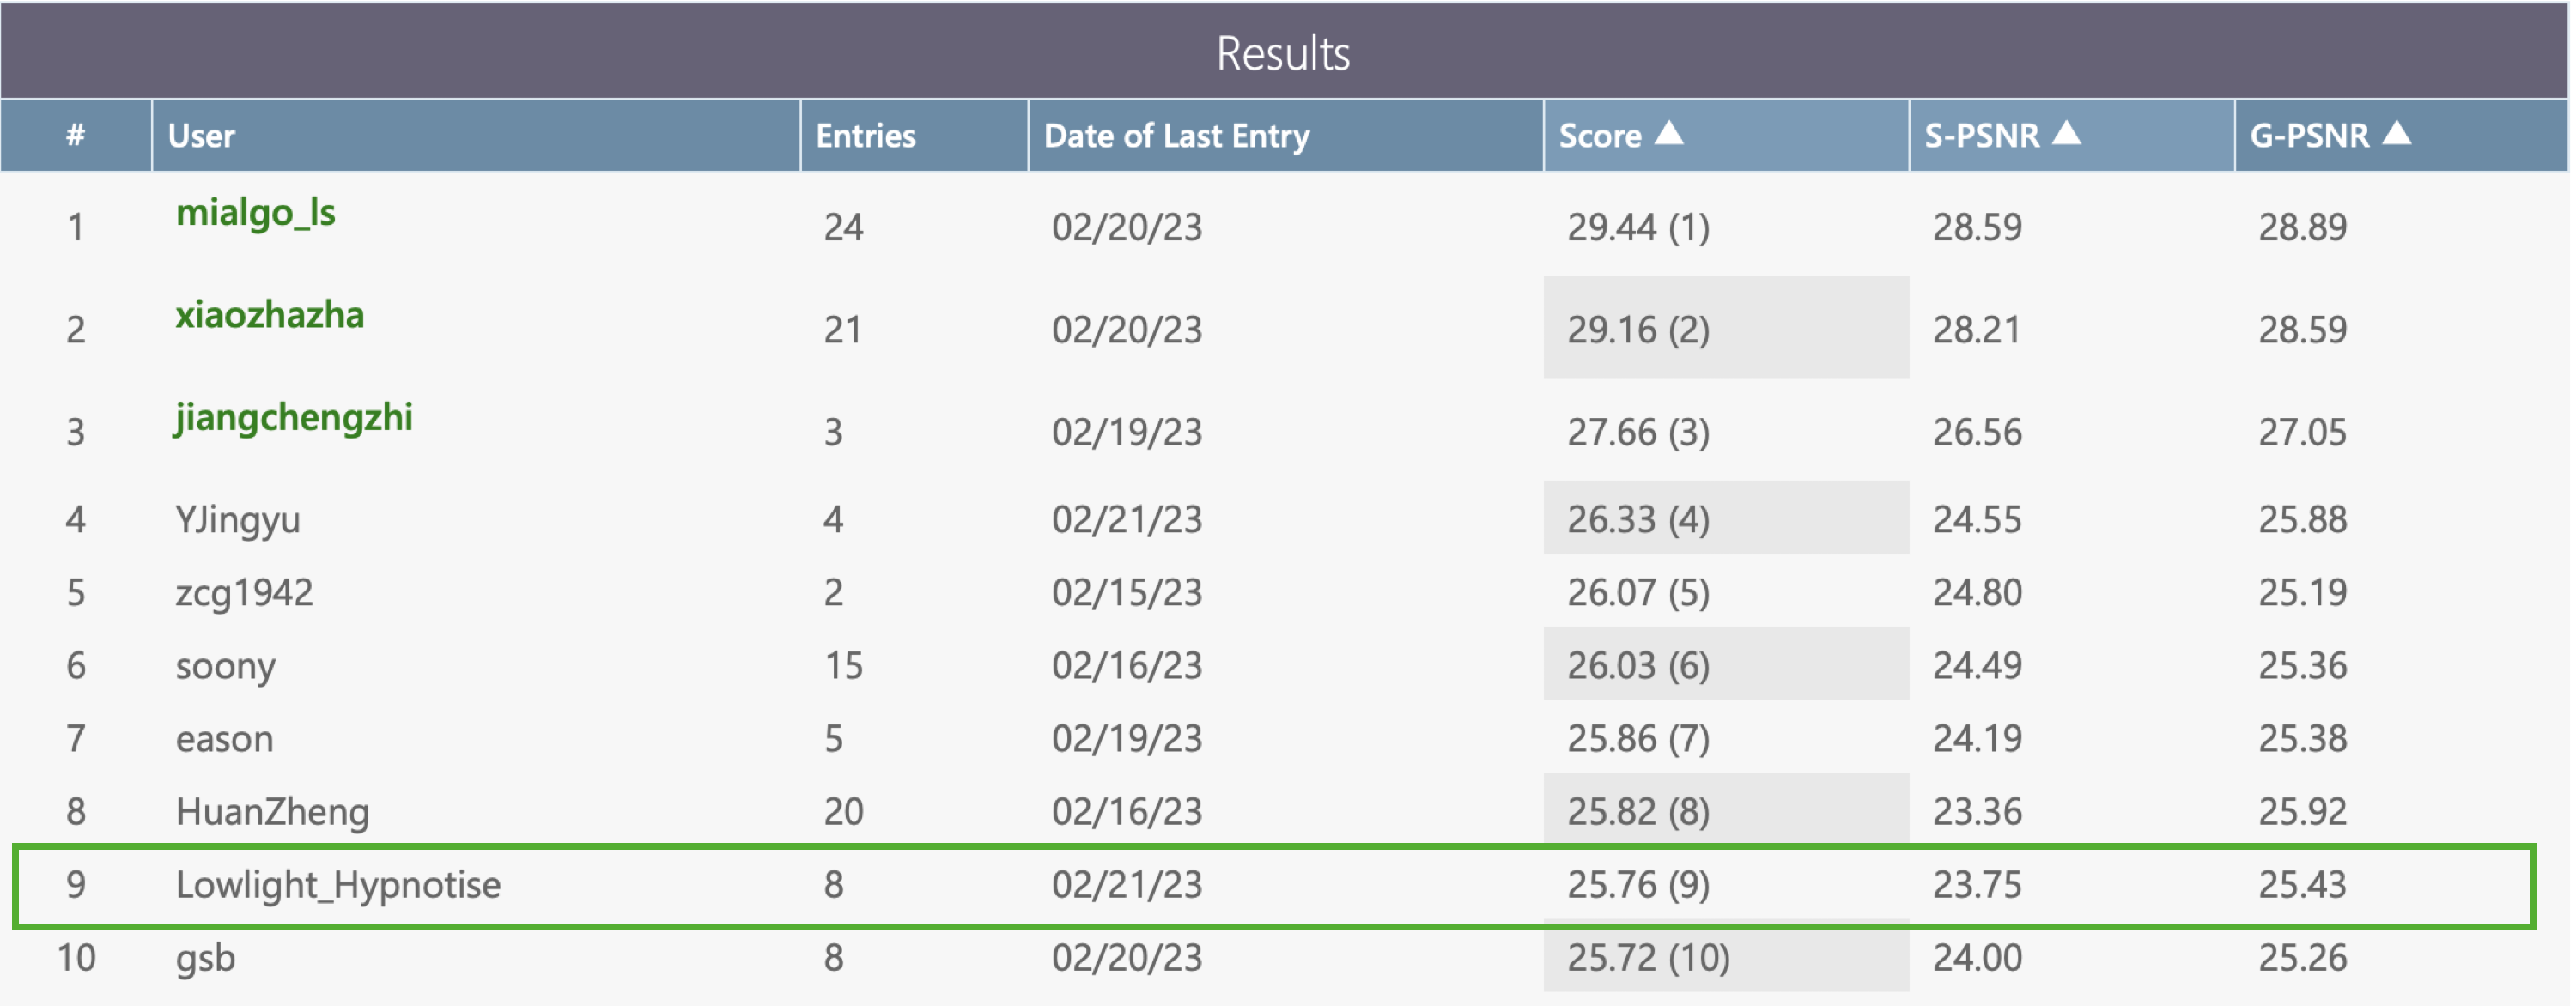 Results
# User Entries Date of Last Entry Score ▲ S-PSNR ▲ G-PSNR ▲
1 mialgo_ls 24 02/20/23 29.44 (1) 28.59 28.89
2 xiaozhazha 21 02/20/23 29.16 (2) 28.21 28.59
3 jiangchengzhi 3 02/19/23 27.66 (3) 26.56 27.05
4 YJingyu 4 02/21/23 26.33 (4) 24.55 25.88
5 zcg1942 2 02/15/23 26.07 (5) 24.80 25.19
6 soony 15 02/16/23 26.03 (6) 24.49 25.36
7 eason 5 02/19/23 25.86 (7) 24.19 25.38
8 HuanZheng 20 02/16/23 25.82 (8) 23.36 25.92
9 Lowlight_Hypnotise 8 02/21/23 25.76 (9) 23.75 25.43
10 gsb 8 02/20/23 25.72 (10) 24.00 25.26